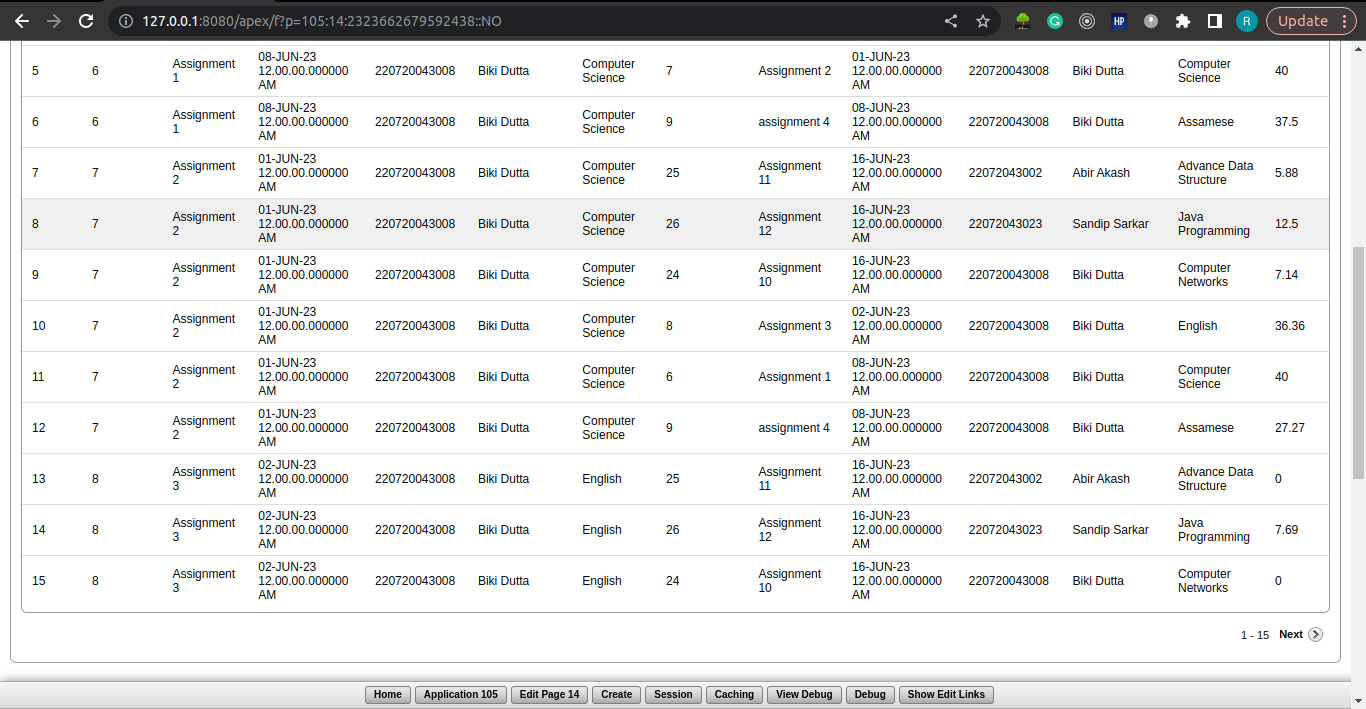 127.0.0.1:8080/apex/f?p=105:14:2323662679592438::NO
HP
R
Update
5 6 Assignment 1 08-JUN-23 12.00.00.000000 AM 220720043008 Biki Dutta Computer Science 7 Assignment 2 01-JUN-23 12.00.00.000000 AM 220720043008 Biki Dutta Computer Science 40
6 6 Assignment 1 08-JUN-23 12.00.00.000000 AM 220720043008 Biki Dutta Computer Science 9 assignment 4 08-JUN-23 12.00.00.000000 AM 220720043008 Biki Dutta Assamese 37.5
7 7 Assignment 2 01-JUN-23 12.00.00.000000 AM 220720043008 Biki Dutta Computer Science 25 Assignment 11 16-JUN-23 12.00.00.000000 AM 22072043002 Abir Akash Advance Data Structure 5.88
8 7 Assignment 2 01-JUN-23 12.00.00.000000 AM 220720043008 Biki Dutta Computer Science 26 Assignment 12 16-JUN-23 12.00.00.000000 AM 22072043023 Sandip Sarkar Java Programming 12.5
9 7 Assignment 2 01-JUN-23 12.00.00.000000 AM 220720043008 Biki Dutta Computer Science 24 Assignment 10 16-JUN-23 12.00.00.000000 AM 220720043008 Biki Dutta Computer Networks 7.14
10 7 Assignment 2 01-JUN-23 12.00.00.000000 AM 220720043008 Biki Dutta Computer Science 8 Assignment 3 02-JUN-23 12.00.00.000000 AM 220720043008 Biki Dutta English 36.36
11 7 Assignment 2 01-JUN-23 12.00.00.000000 AM 220720043008 Biki Dutta Computer Science 6 Assignment 1 08-JUN-23 12.00.00.000000 AM 220720043008 Biki Dutta Computer Science 40
12 7 Assignment 2 01-JUN-23 12.00.00.000000 AM 220720043008 Biki Dutta Computer Science 9 assignment 4 08-JUN-23 12.00.00.000000 AM 220720043008 Biki Dutta Assamese 27.27
13 8 Assignment 3 02-JUN-23 12.00.00.000000 AM 220720043008 Biki Dutta English 25 Assignment 11 16-JUN-23 12.00.00.000000 AM 22072043002 Abir Akash Advance Data Structure 0
14 8 Assignment 3 02-JUN-23 12.00.00.000000 AM 220720043008 Biki Dutta English 26 Assignment 12 16-JUN-23 12.00.00.000000 AM 22072043023 Sandip Sarkar Java Programming 7.69
15 8 Assignment 3 02-JUN-23 12.00.00.000000 AM 220720043008 Biki Dutta English 24 Assignment 10 16-JUN-23 12.00.00.000000 AM 220720043008 Biki Dutta Computer Networks 0
1 - 15 Next
Home Application 105 Edit Page 14 Create Session Caching View Debug Debug Show Edit Links